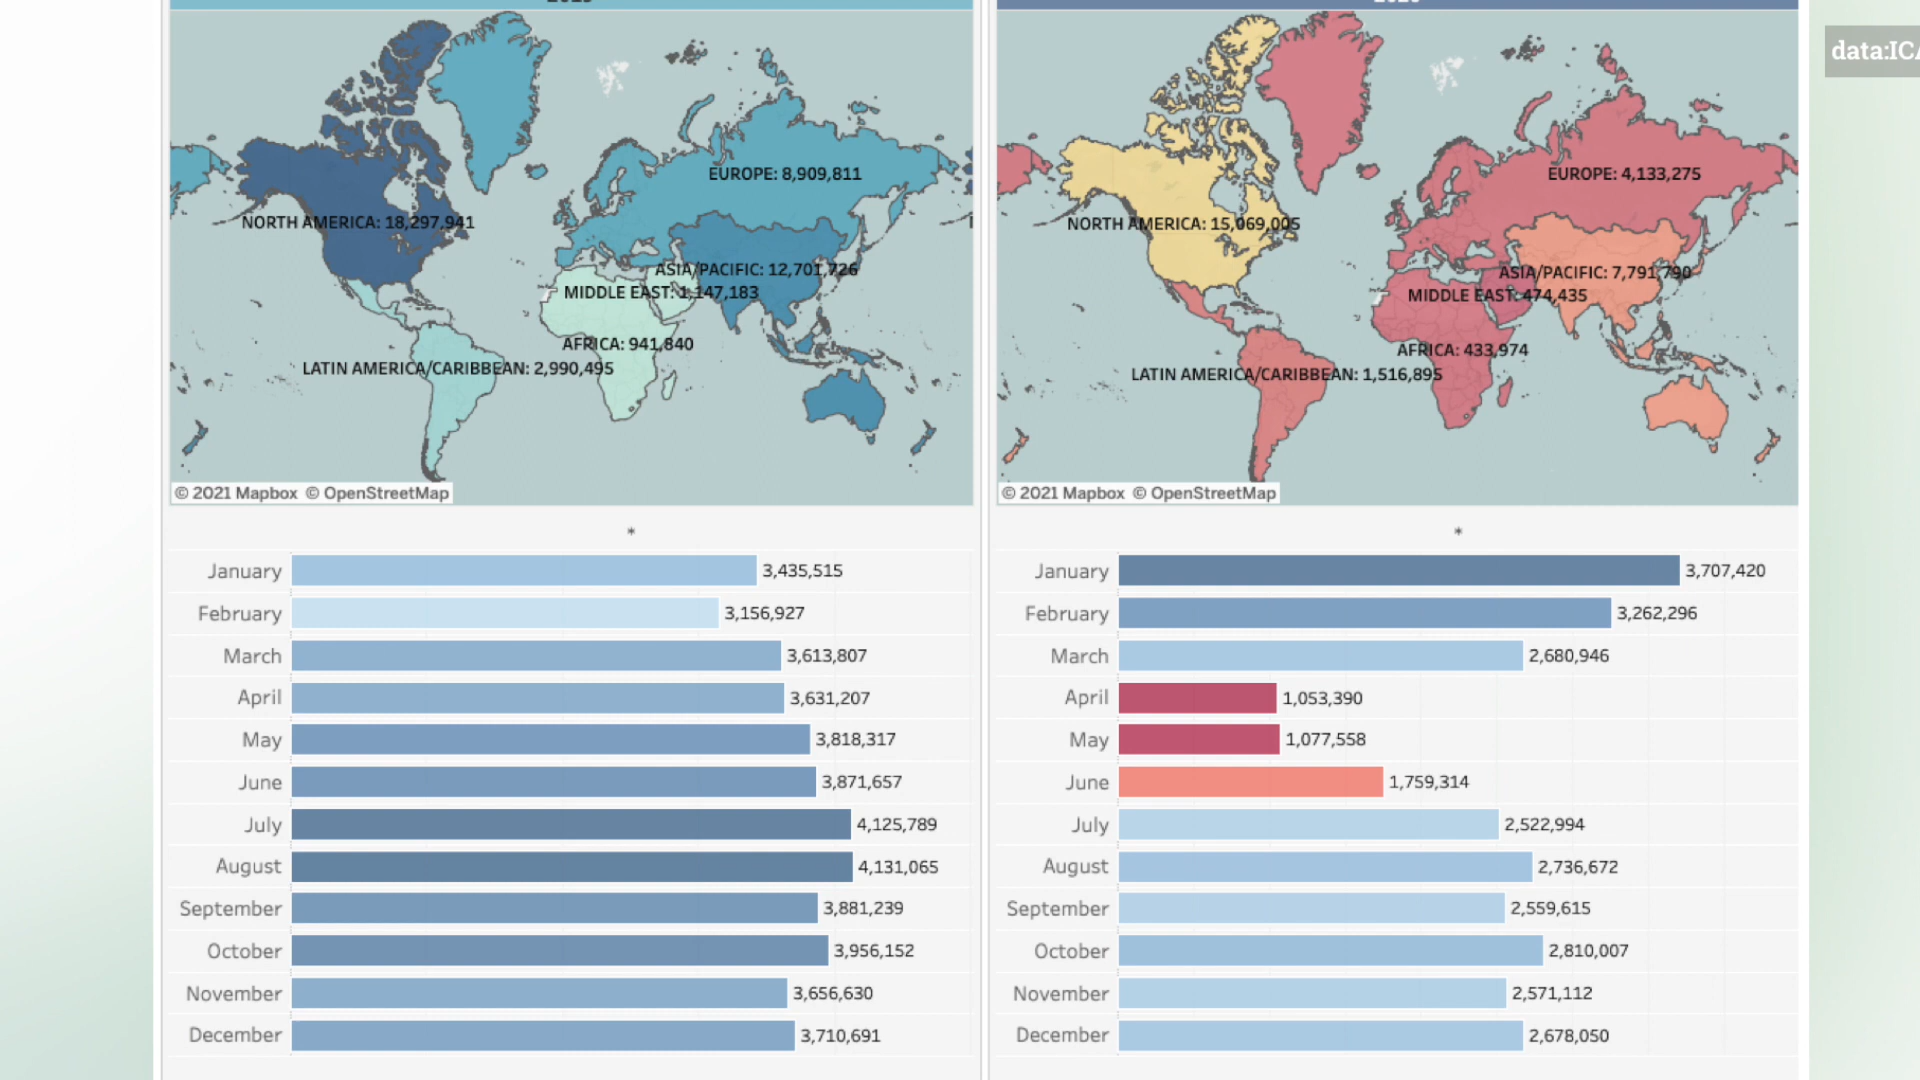 data:IC
EUROPE: 8,909,811
NORTH AMERICA: 18,297,941
ASIA/PACIFIC: 12,701,726
MIDDLE EAST: 1,147,183
AFRICA: 941,840
LATIN AMERICA/CARIBBEAN: 2,990,495
© 2021 Mapbox © OpenStreetMap
EUROPE: 4,133,275
NORTH AMERICA: 15,069,005
ASIA/PACIFIC: 7,791,790
MIDDLE EAST: 474,435
AFRICA: 433,974
LATIN AMERICA/CARIBBEAN: 1,516,895
© 2021 Mapbox © OpenStreetMap
*
January 3,435,515
February 3,156,927
March 3,613,807
April 3,631,207
May 3,818,317
June 3,871,657
July 4,125,789
August 4,131,065
September 3,881,239
October 3,956,152
November 3,656,630
December 3,710,691
*
January 3,707,420
February 3,262,296
March 2,680,946
April 1,053,390
May 1,077,558
June 1,759,314
July 2,522,994
August 2,736,672
September 2,559,615
October 2,810,007
November 2,571,112
December 2,678,050